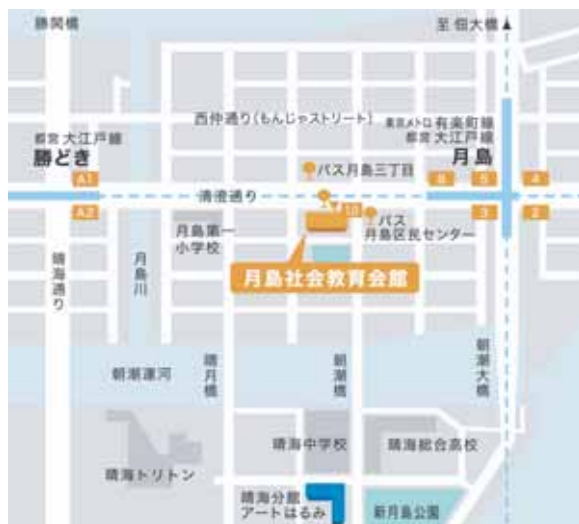 勝鬨橋
至 佃大橋▲
西仲通り（もんじゃストリート）
東京メトロ 有楽町線
都営 大江戸線
月島
都営 大江戸線
勝どき
バス月島三丁目
A1
6
5
4
清澄通り
10
A2
3
2
月島第一
小学校
バス
月島区民センター
月島社会教育会館
晴海通り
月島川
朝潮運河
晴月橋
朝潮橋
朝潮大橋
晴海中学校
晴海総合高校
晴海トリトン
晴海分館
アートはるみ
新月島公園